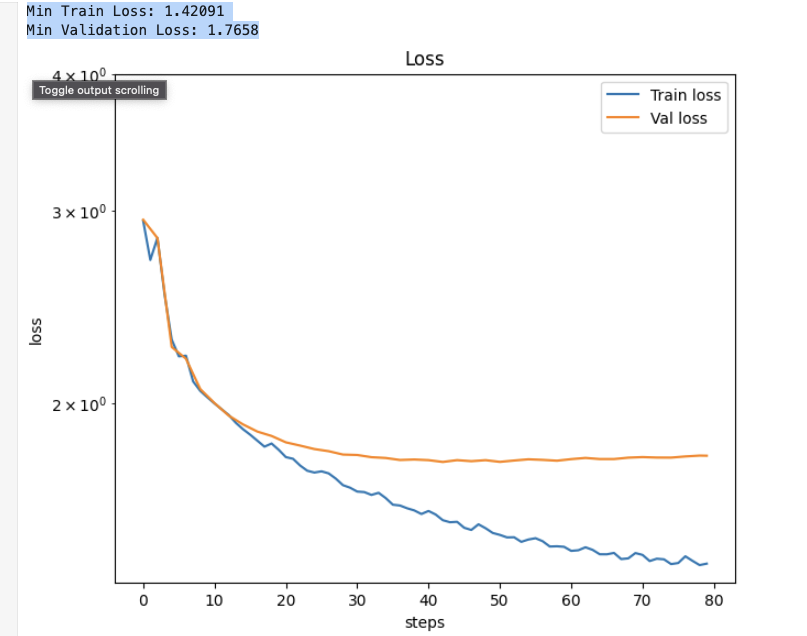 Min Train Loss: 1.42091
Min Validation Loss: 1.7658
Loss
4 × 10⁰
Toggle output scrolling
Train loss
Val loss
3 × 10⁰
loss
2 × 10⁰
0 10 20 30 40 50 60 70 80
steps